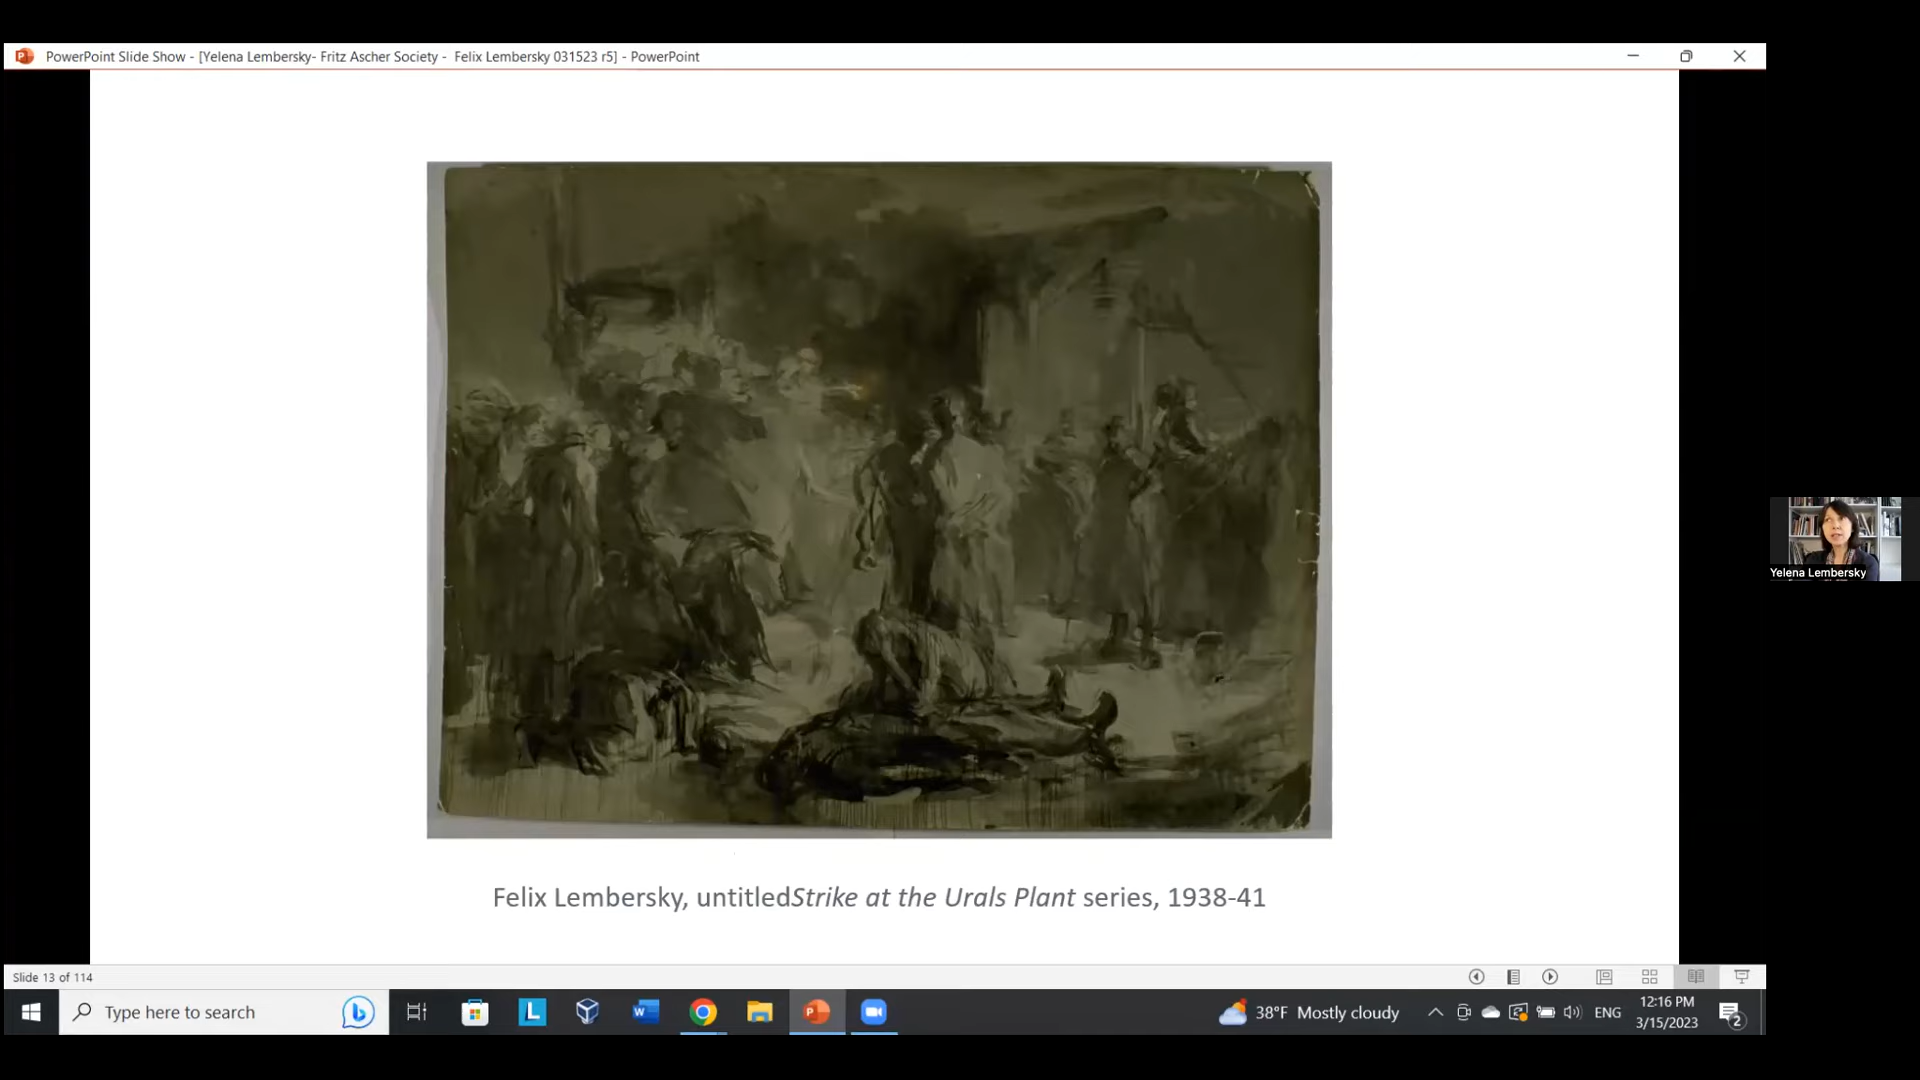 PowerPoint Slide Show - [Yelena Lembersky- Fritz Ascher Society -  Felix Lembersky 031523 r5] - PowerPoint
Yelena Lembersky
Felix Lembersky, untitledStrike at the Urals Plant series, 1938-41
Slide 13 of 114
Type here to search
38°F Mostly cloudy
ENG
12:16 PM
3/15/2023
2